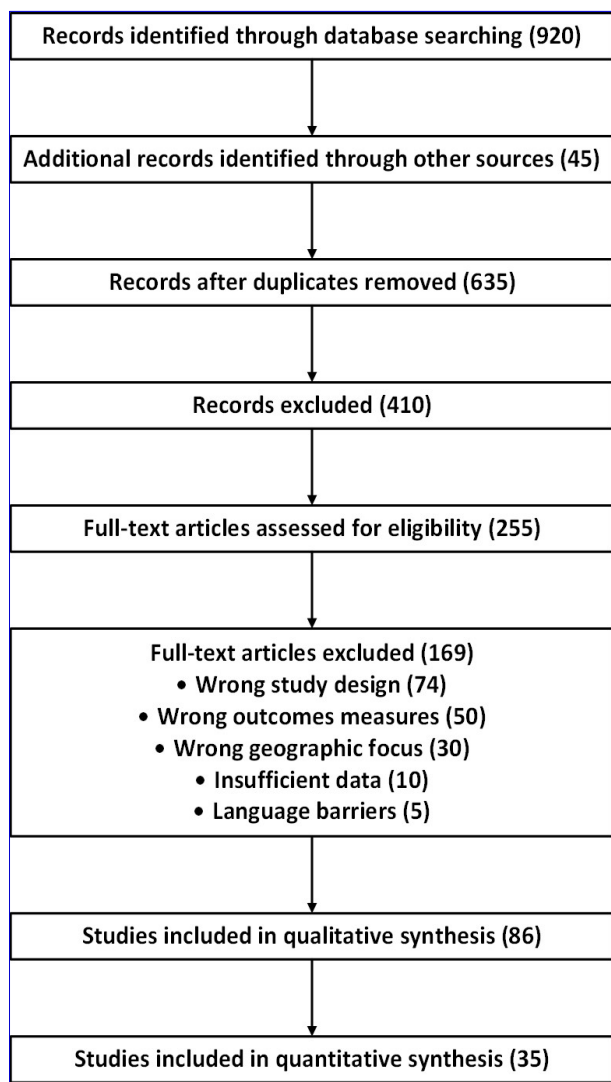 Records identified through database searching (920)
Additional records identified through other sources (45)
Records after duplicates removed (635)
Records excluded (410)
Full-text articles assessed for eligibility (255)
Full-text articles excluded (169)
• Wrong study design (74)
• Wrong outcomes measures (50)
• Wrong geographic focus (30)
• Insufficient data (10)
• Language barriers (5)
Studies included in qualitative synthesis (86)
Studies included in quantitative synthesis (35)